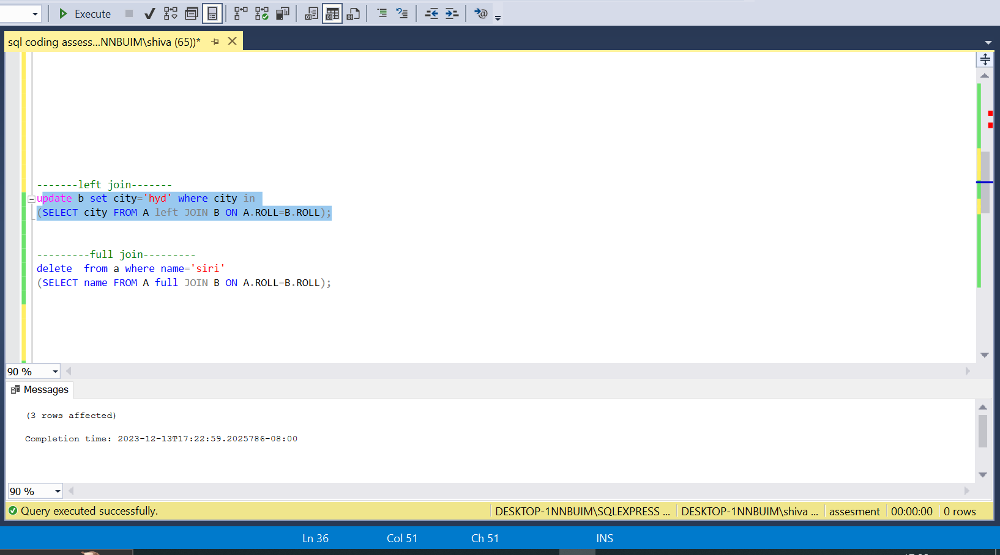 Execute
sql coding assess...NNBUIM\shiva (65))*
-------left join-------
update b set city='hyd' where city in
(SELECT city FROM A left JOIN B ON A.ROLL=B.ROLL);
---------full join---------
delete  from a where name='siri'
(SELECT name FROM A full JOIN B ON A.ROLL=B.ROLL);
90 %
Messages
(3 rows affected)
Completion time: 2023-12-13T17:22:59.2025786-08:00
90 %
Query executed successfully.
DESKTOP-1NNBUIM\SQLEXPRESS ...
DESKTOP-1NNBUIM\shiva ...
assesment
00:00:00
0 rows
Ln 36
Col 51
Ch 51
INS